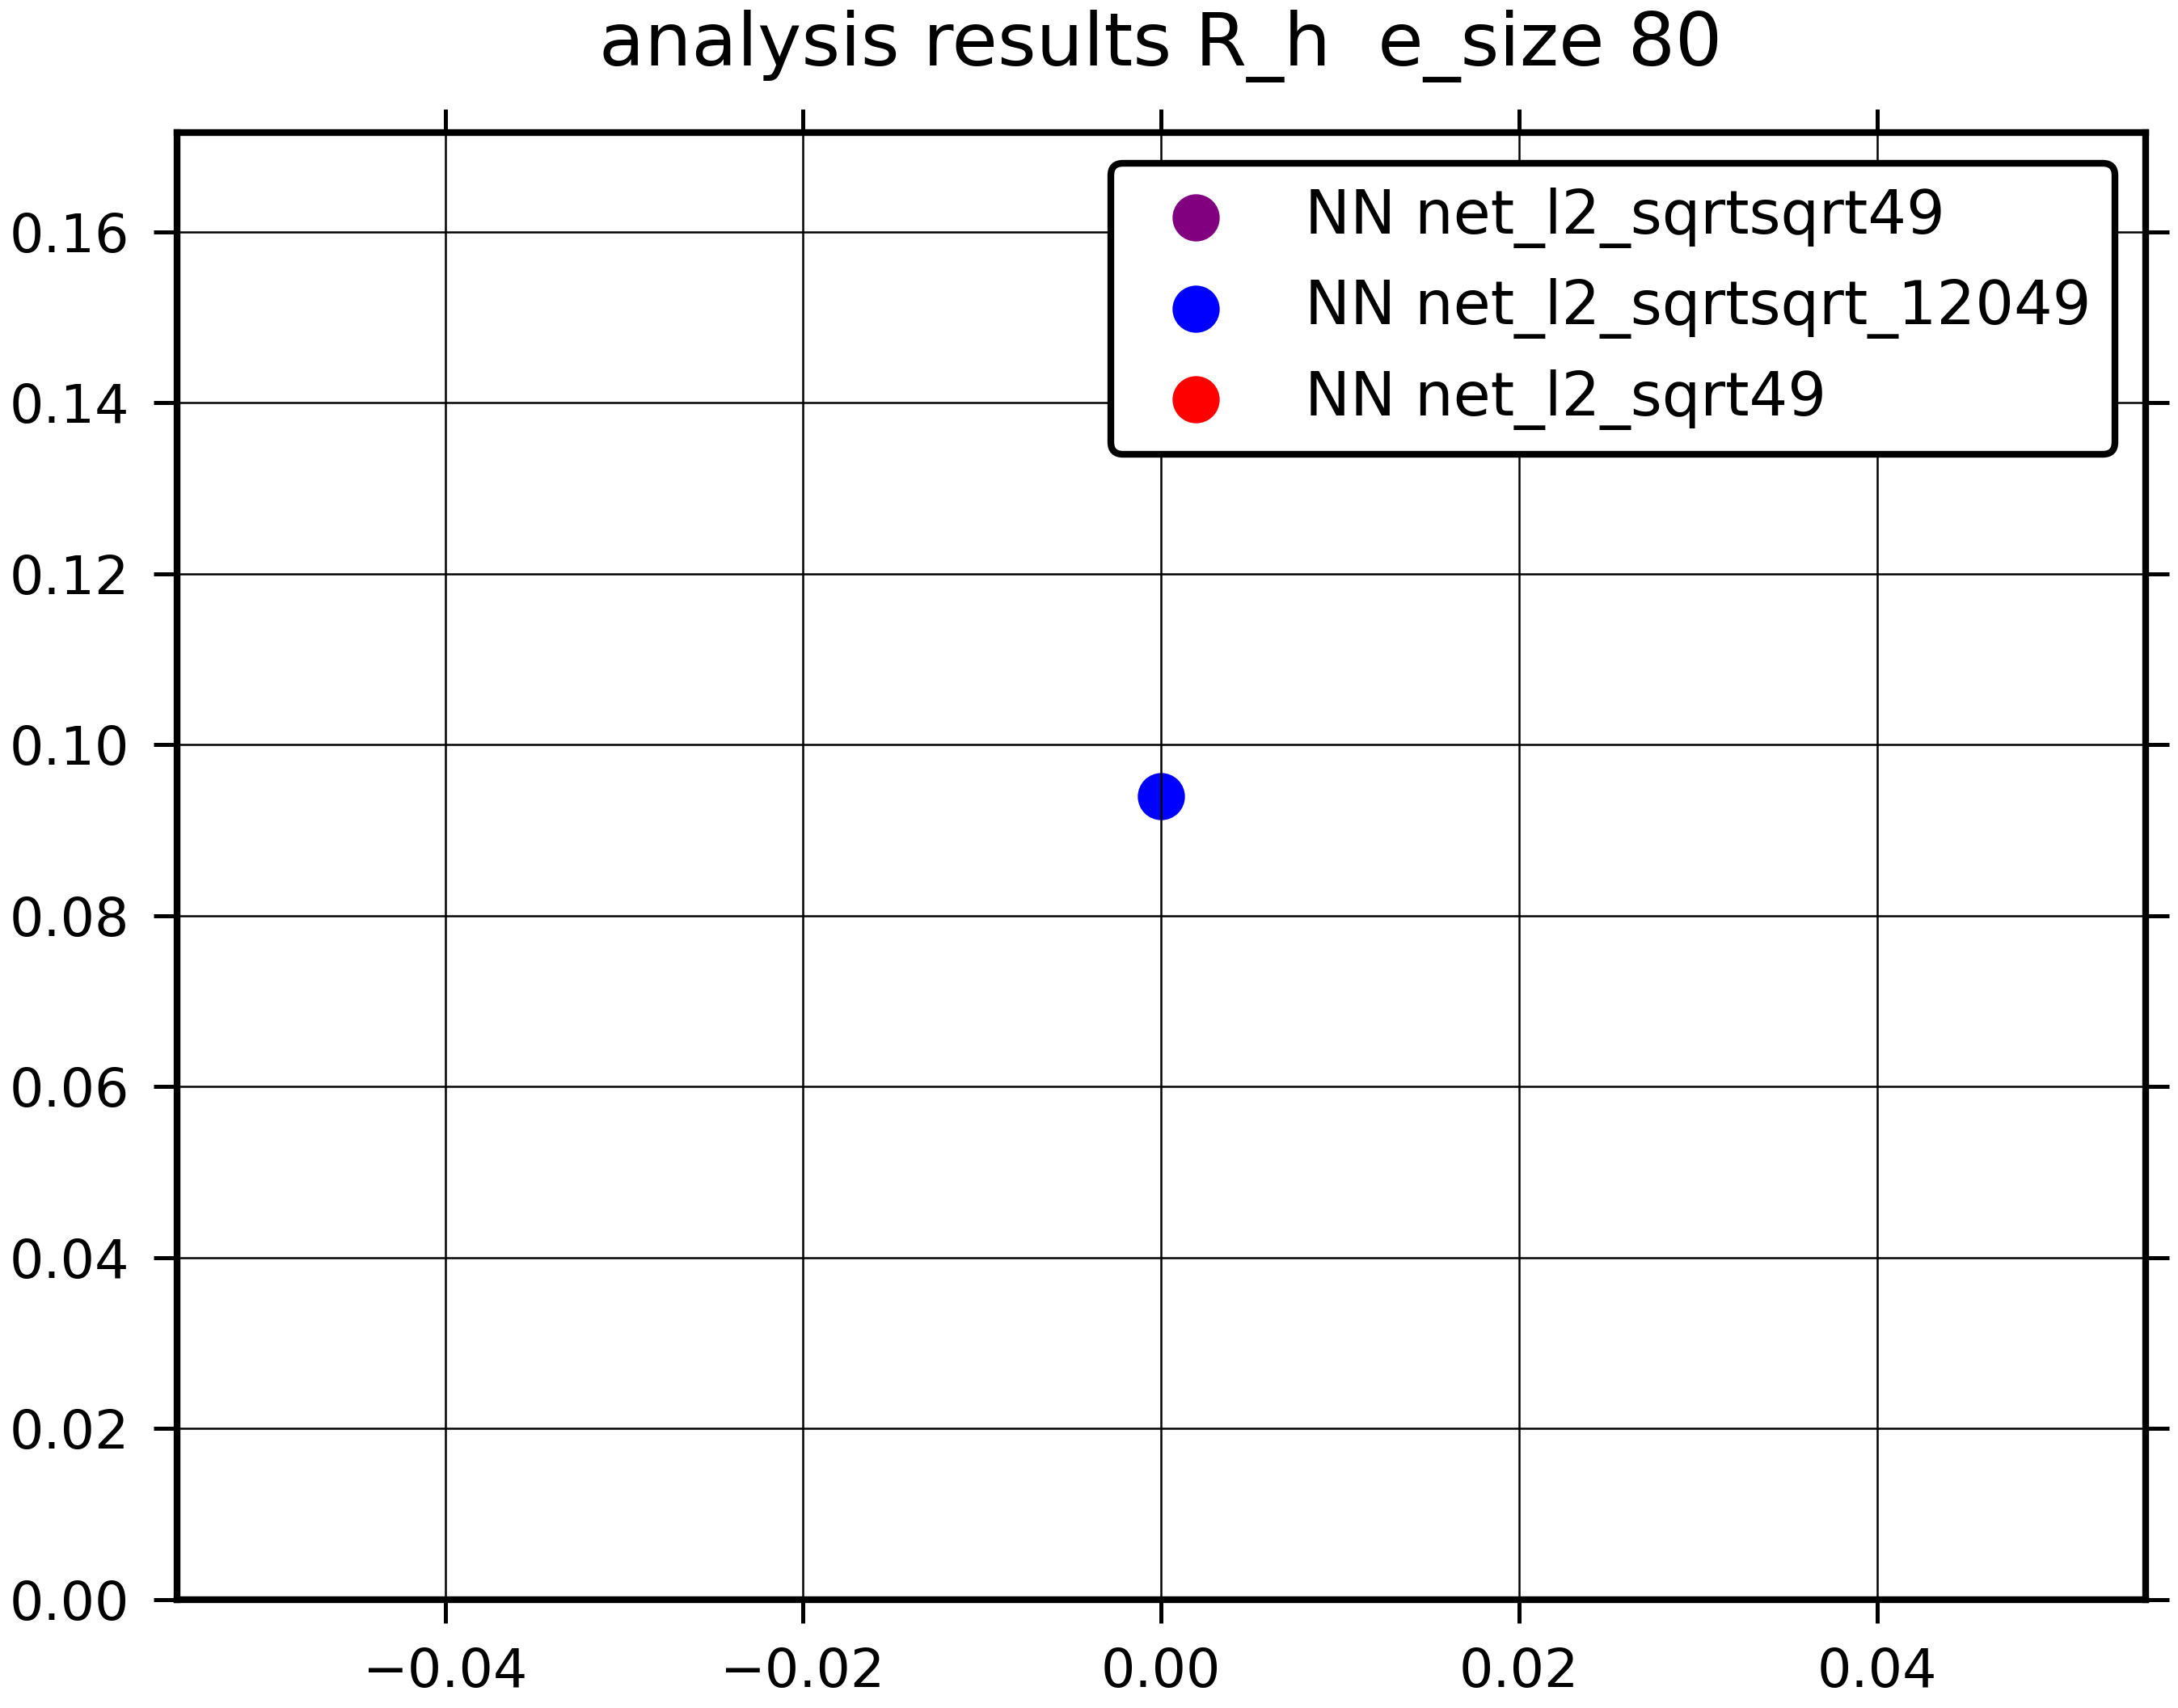 analysis results R_h  e_size 80
NN net_l2_sqrtsqrt49
NN net_l2_sqrtsqrt_12049
NN net_l2_sqrt49
0.16
0.14
0.12
0.10
0.08
0.06
0.04
0.02
0.00
−0.04 −0.02 0.00 0.02 0.04